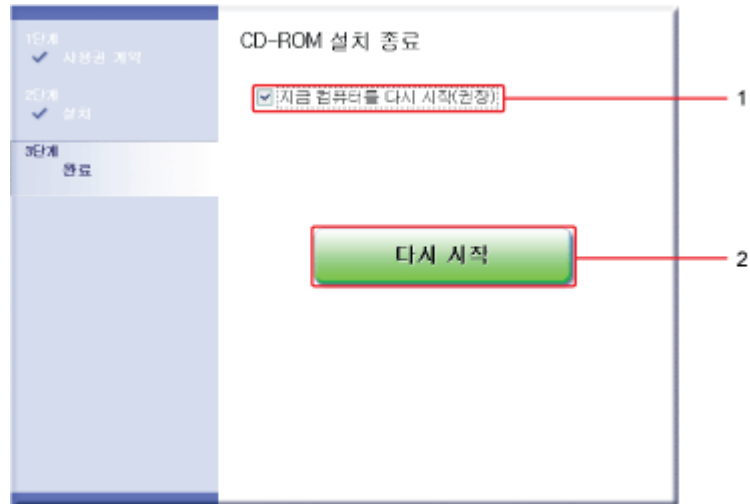 1단계
✓ 사용권 계약
2단계
✓ 설치
3단계
완료
CD-ROM 설치 종료
지금 컴퓨터를 다시 시작(권장)
1
다시 시작
2